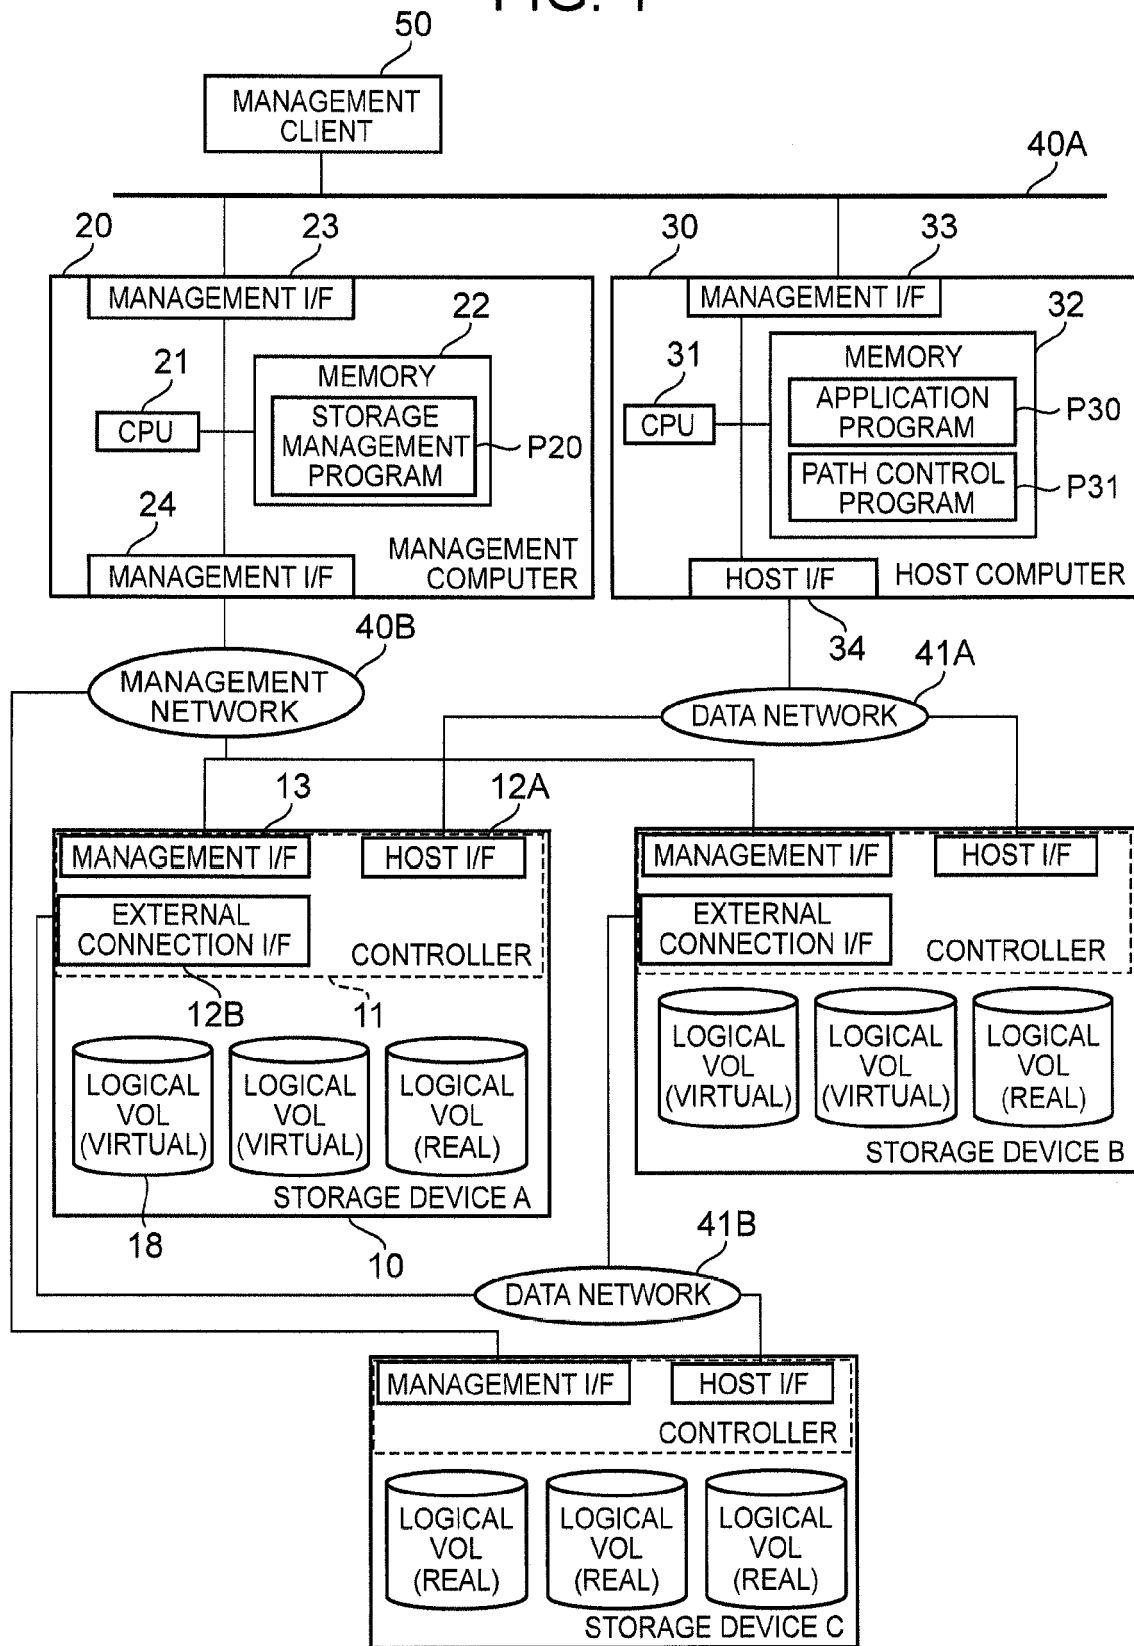 50
MANAGEMENT
CLIENT
40A
20
23
30
33
MANAGEMENT I/F
MANAGEMENT I/F
22
32
21
MEMORY
31
MEMORY
CPU
STORAGE
MANAGEMENT
PROGRAM
P20
CPU
APPLICATION
PROGRAM
P30
PATH CONTROL
PROGRAM
P31
24
MANAGEMENT I/F
MANAGEMENT
COMPUTER
HOST I/F
HOST COMPUTER
40B
34
41A
MANAGEMENT
NETWORK
DATA NETWORK
13
12A
MANAGEMENT I/F
HOST I/F
MANAGEMENT I/F
HOST I/F
EXTERNAL
CONNECTION I/F
CONTROLLER
EXTERNAL
CONNECTION I/F
CONTROLLER
12B
11
LOGICAL
VOL
(VIRTUAL)
LOGICAL
VOL
(VIRTUAL)
LOGICAL
VOL
(REAL)
LOGICAL
VOL
(VIRTUAL)
LOGICAL
VOL
(VIRTUAL)
LOGICAL
VOL
(REAL)
STORAGE DEVICE A
STORAGE DEVICE B
18
10
41B
DATA NETWORK
MANAGEMENT I/F
HOST I/F
CONTROLLER
LOGICAL
VOL
(REAL)
LOGICAL
VOL
(REAL)
LOGICAL
VOL
(REAL)
STORAGE DEVICE C